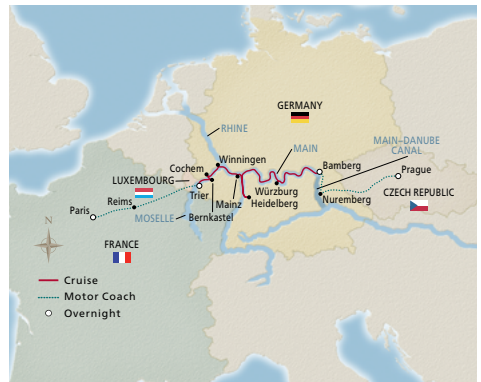 GERMANY
RHINE
MAIN–DANUBE
CANAL
MAIN
Winningen
Cochem
Bamberg
Prague
LUXEMBOURG
Trier
Mainz
Würzburg
CZECH REPUBLIC
Reims
Heidelberg
Nuremberg
Paris
MOSELLE
Bernkastel
FRANCE
Cruise
Motor Coach
Overnight